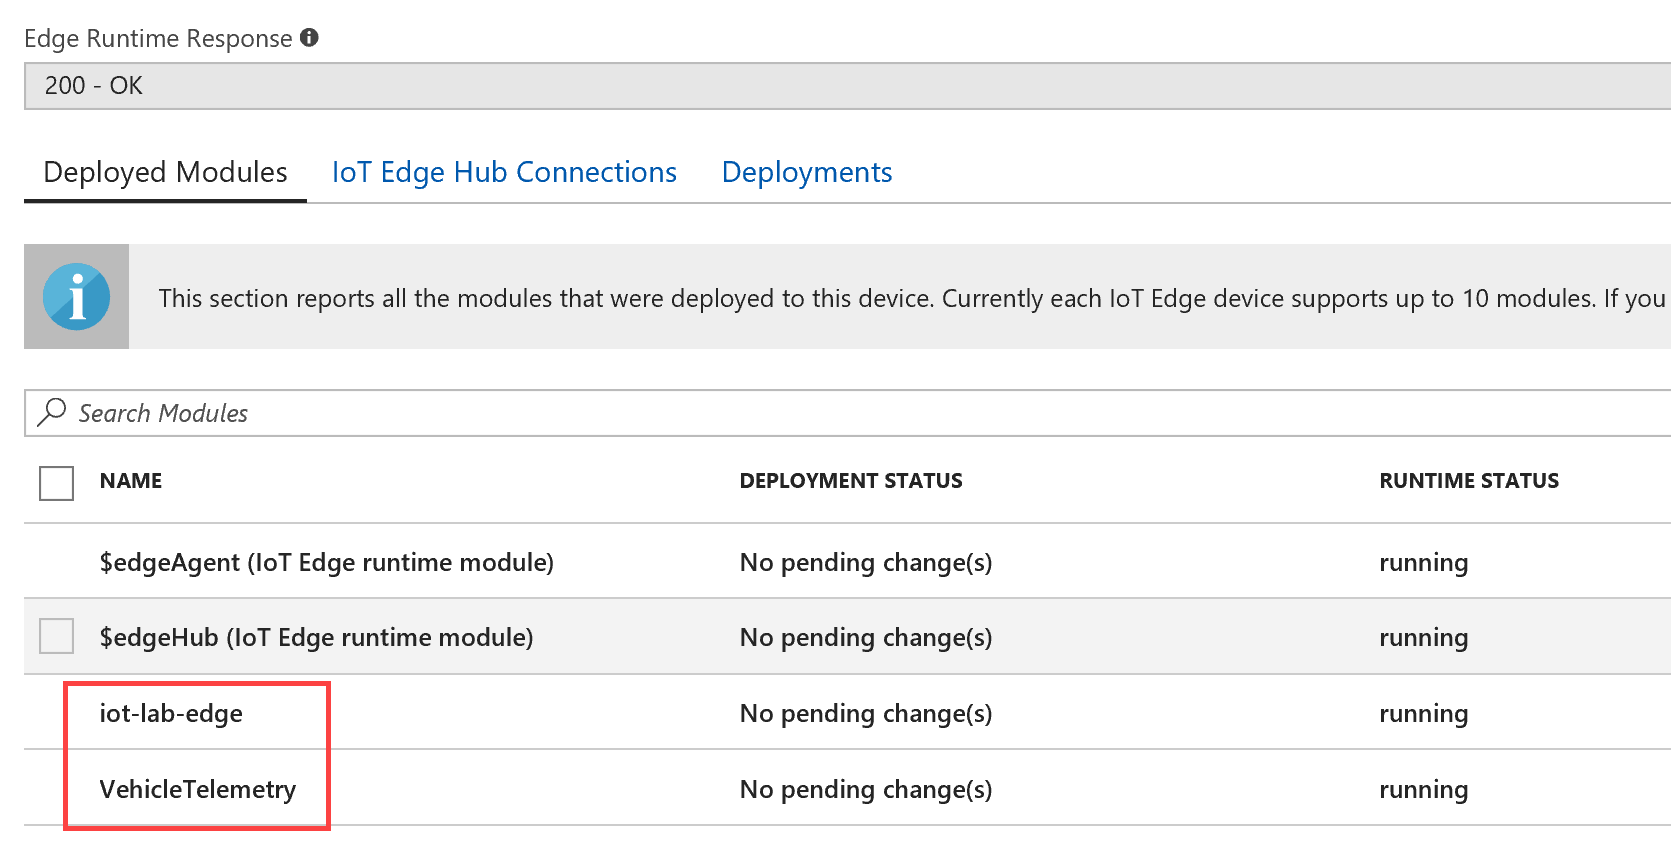 Edge Runtime Response
200 - OK
Deployed Modules IoT Edge Hub Connections Deployments
This section reports all the modules that were deployed to this device. Currently each IoT Edge device supports up to 10 modules. If you
Search Modules
NAME DEPLOYMENT STATUS RUNTIME STATUS
$edgeAgent (IoT Edge runtime module) No pending change(s) running
$edgeHub (IoT Edge runtime module) No pending change(s) running
iot-lab-edge No pending change(s) running
VehicleTelemetry No pending change(s) running